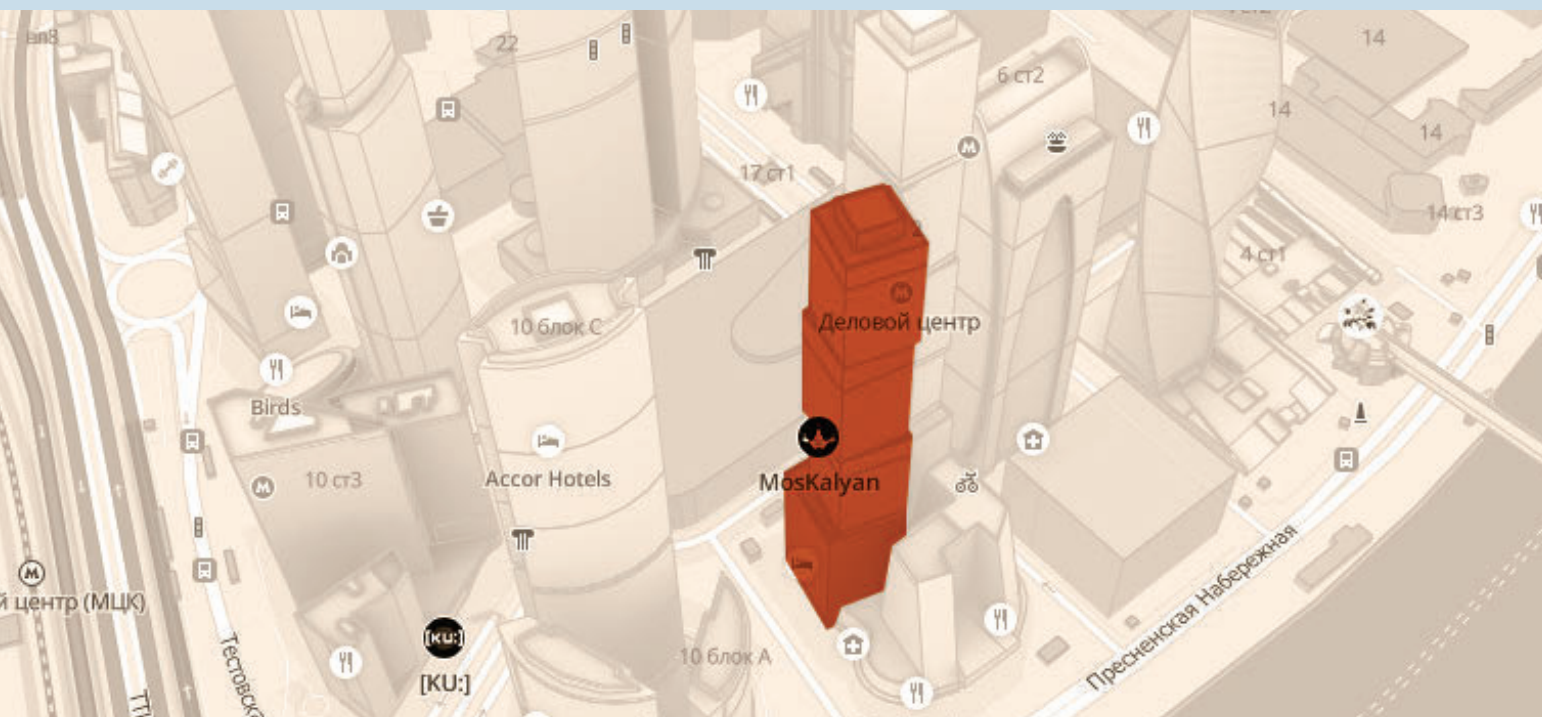 22
14
6 ст2
14
14
17 ст1
14 ст3
4 ст1
Деловой центр
10 блок C
Birds
Accor Hotels
10 ст3
MosKalyan
й центр (МЦК)
Пресненская Набережная
Тестовска
10 блок A
[KU:]
[KU:]